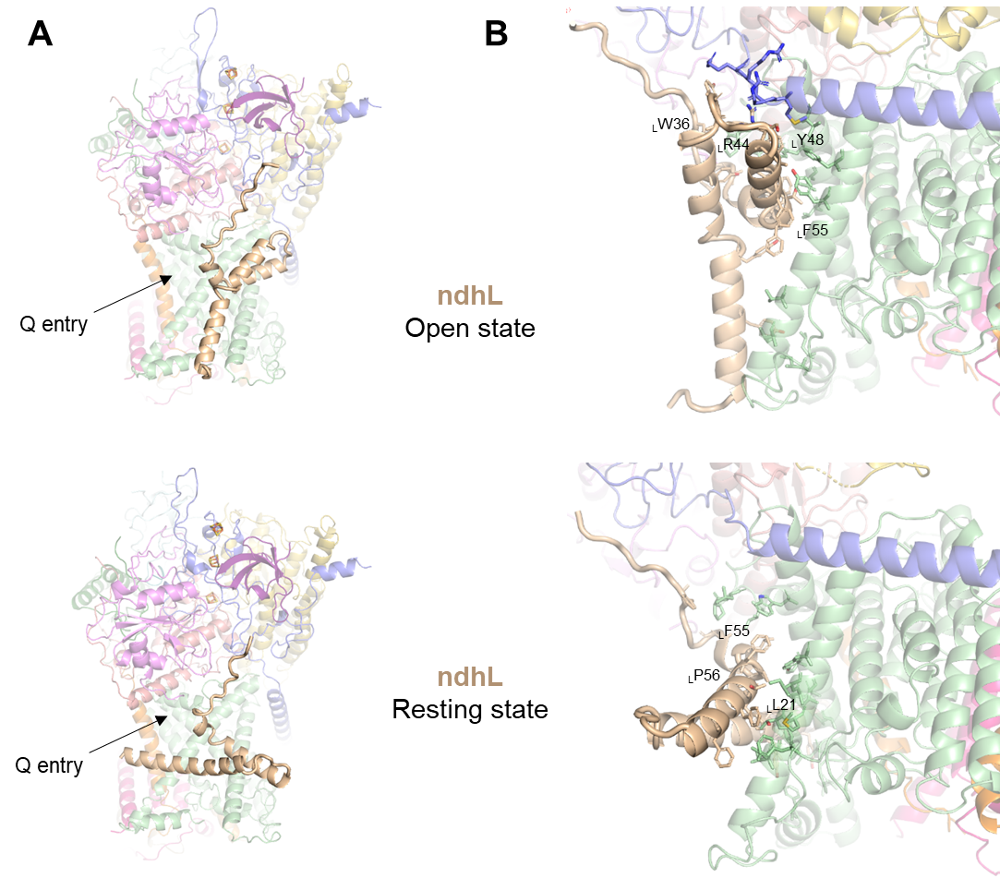 A
B
LW36
LR44
LY48
LF55
Q entry
ndhL
Open state
LF55
LP56
LL21
ndhL
Resting state
Q entry